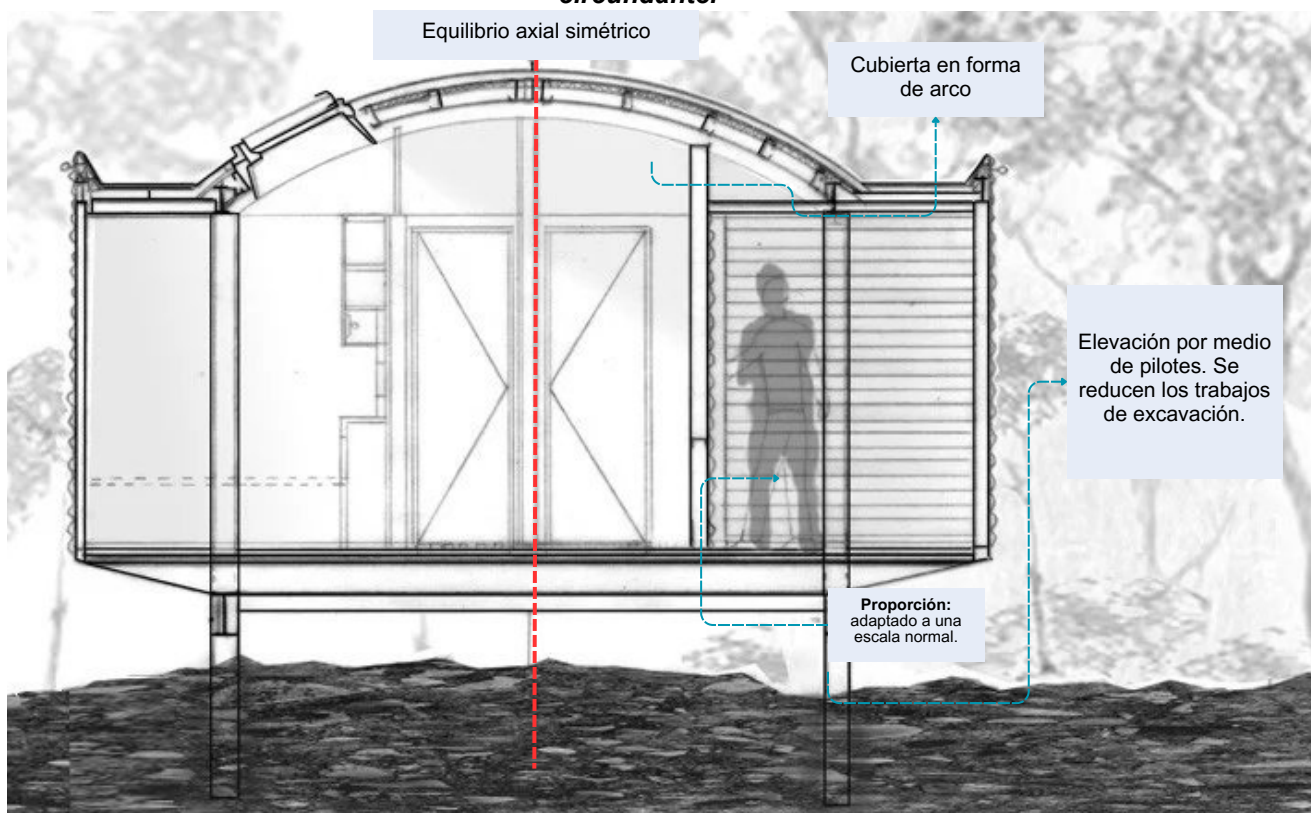 circundante.
Equilibrio axial simétrico
Cubierta en forma
de arco
Elevación por medio
de pilotes. Se
reducen los trabajos
de excavación.
Proporción:
adaptado a una
escala normal.